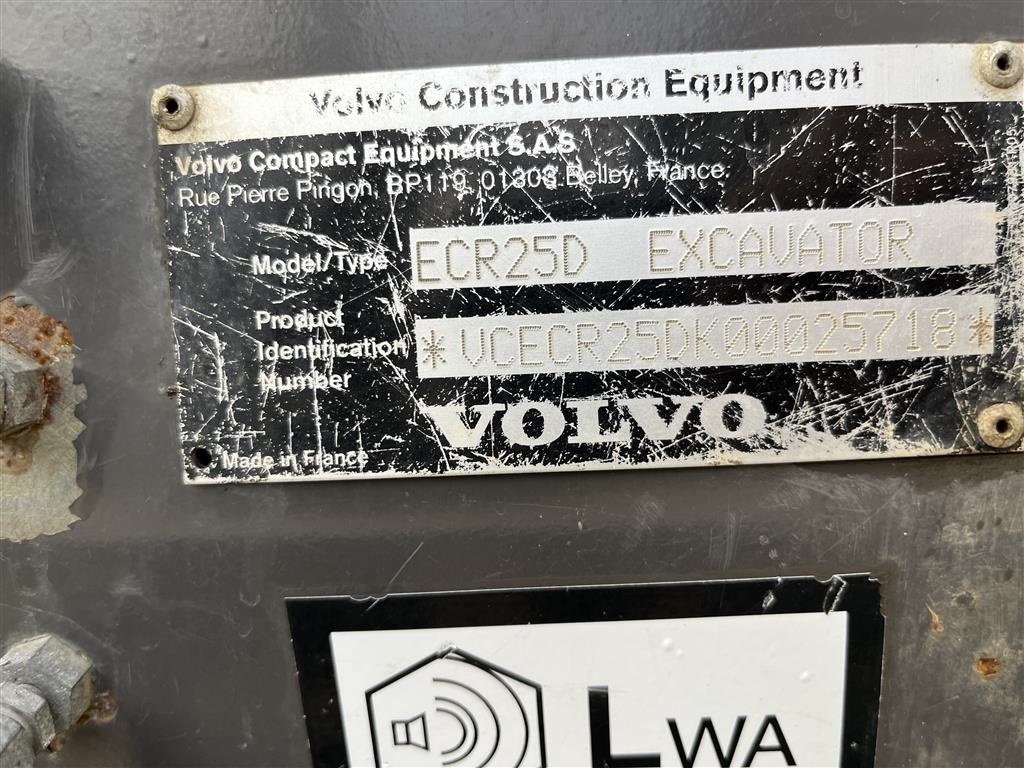 Volvo Construction Equipment
Volvo Compact Equipment S.A.S
Rue Pierre Pingon, BP119, 01303 Belley, France.
Model/Type ECR25D EXCAVATOR
Product
Identification *VCECR25DK00025718*
Number
VOLVO
Made in France
LWA